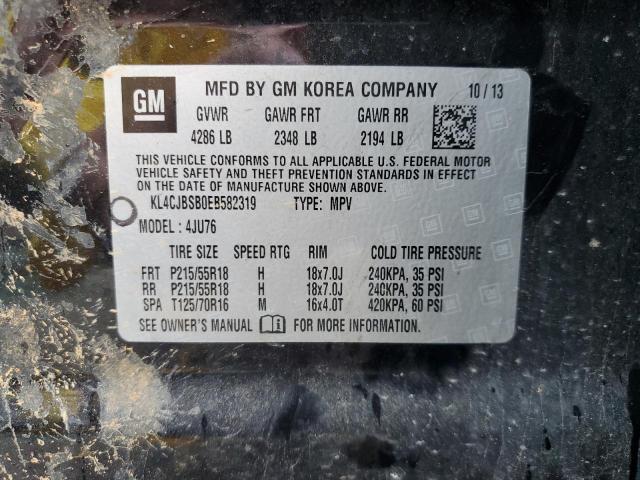 GM MFD BY GM KOREA COMPANY 10 / 13
GVWR GAWR FRT GAWR RR
4286 LB 2348 LB 2194 LB
THIS VEHICLE CONFORMS TO ALL APPLICABLE U.S. FEDERAL MOTOR
VEHICLE SAFETY AND THEFT PREVENTION STANDARDS IN EFFECT
ON THE DATE OF MANUFACTURE SHOWN ABOVE.
KL4CJBSB0EB582319 TYPE: MPV
MODEL : 4JU76
TIRE SIZE SPEED RTG RIM COLD TIRE PRESSURE
FRT P215/55R18 H 18x7.0J 240KPA, 35 PSI
RR P215/55R18 H 18x7.0J 240KPA, 35 PSI
SPA T125/70R16 M 16x4.0T 420KPA, 60 PSI
SEE OWNER'S MANUAL FOR MORE INFORMATION.